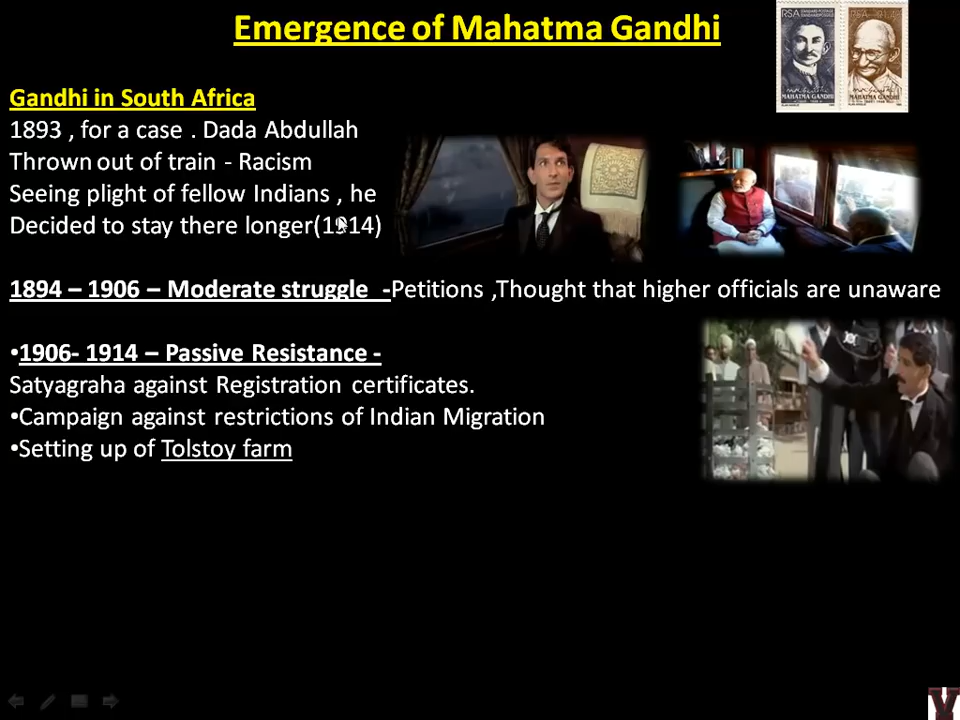 Emergence of Mahatma Gandhi
RSA
RSA
MAHATMA GANDHI
MAHATMA GANDHI
Gandhi in South Africa
1893 , for a case . Dada Abdullah
Thrown out of train - Racism
Seeing plight of fellow Indians , he
Decided to stay there longer(1914)
1894 – 1906 – Moderate struggle -Petitions ,Thought that higher officials are unaware
•1906- 1914 – Passive Resistance -
Satyagraha against Registration certificates.
•Campaign against restrictions of Indian Migration
•Setting up of Tolstoy farm
V